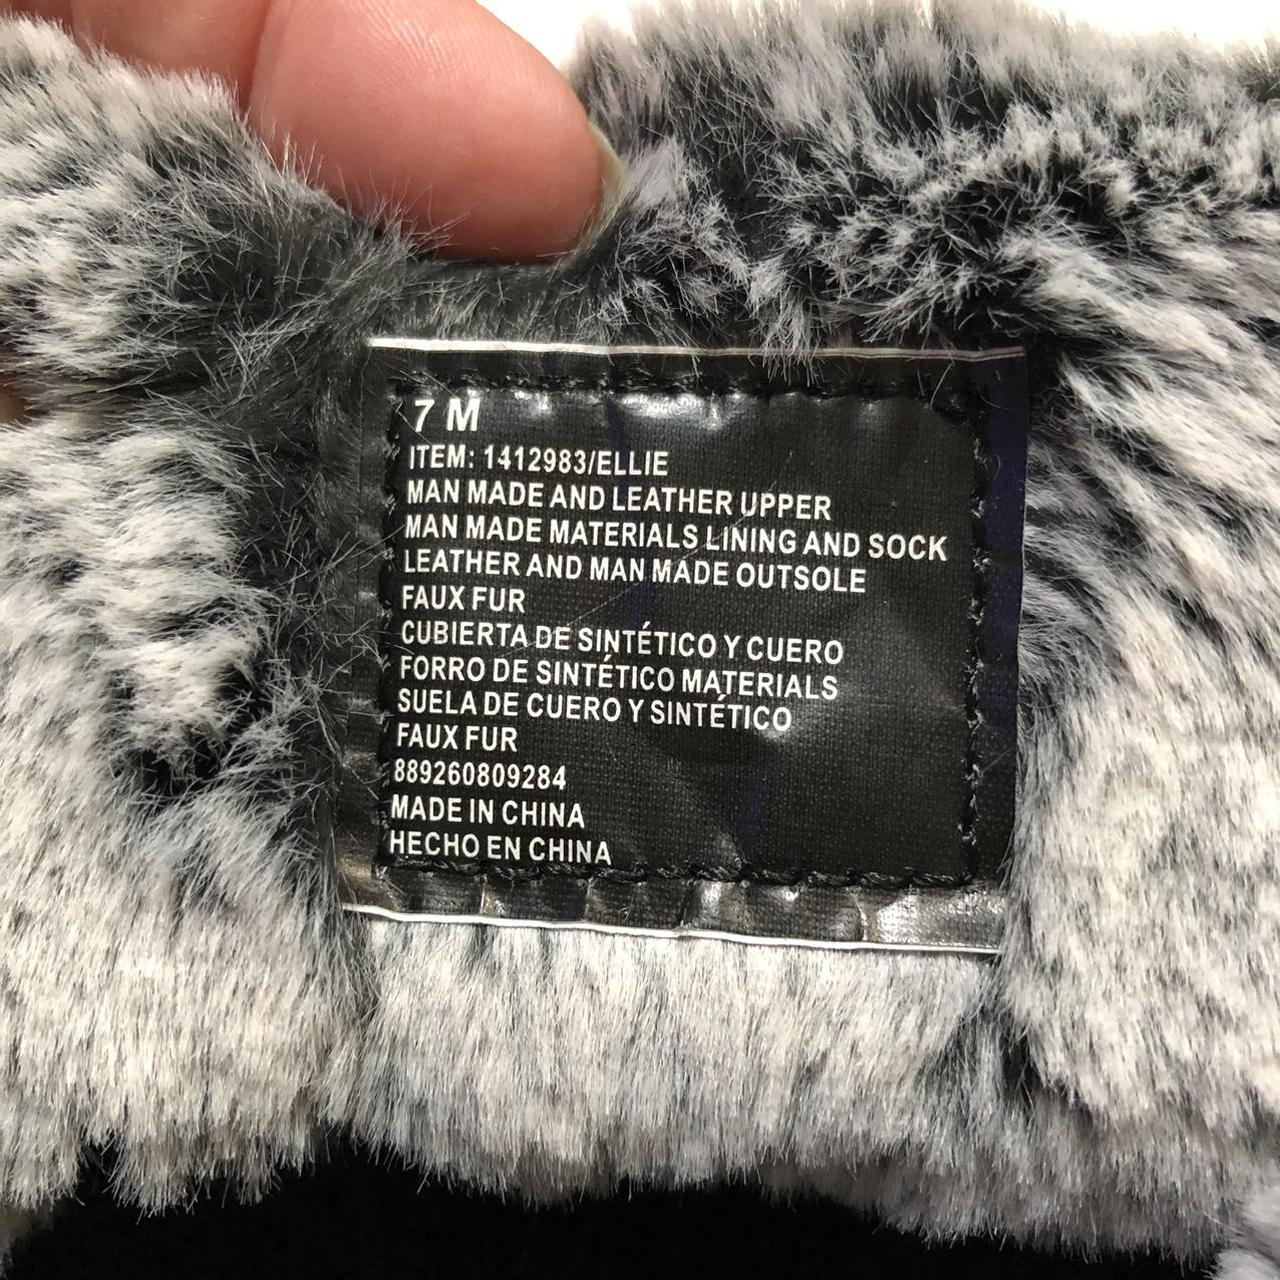 7 M
ITEM: 1412983/ELLIE
MAN MADE AND LEATHER UPPER
MAN MADE MATERIALS LINING AND SOCK
LEATHER AND MAN MADE OUTSOLE
FAUX FUR
CUBIERTA DE SINTÉTICO Y CUERO
FORRO DE SINTÉTICO MATERIALS
SUELA DE CUERO Y SINTÉTICO
FAUX FUR
889260809284
MADE IN CHINA
HECHO EN CHINA